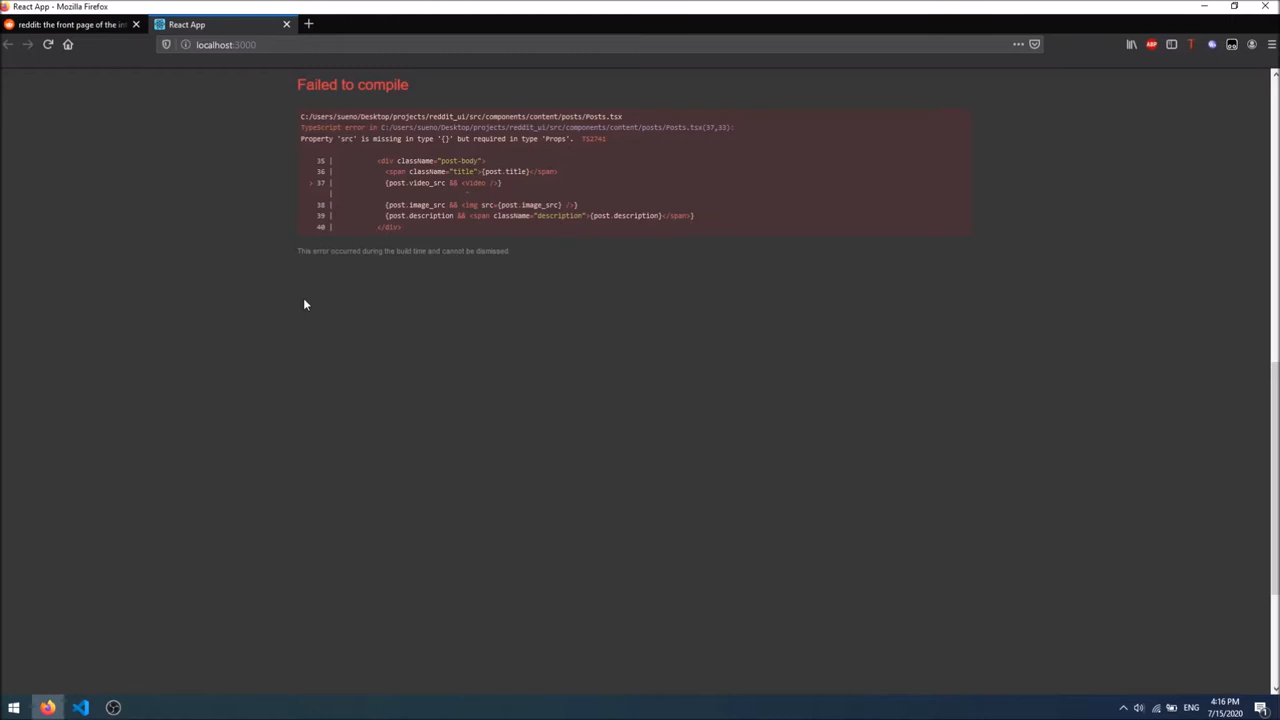 React App - Mozilla Firefox
reddit: the front page of the in
React App
localhost:3000
ABP
Failed to compile
C:/Users/sueno/Desktop/projects/reddit_ui/src/components/content/posts/Posts.tsx
TypeScript error in C:/Users/sueno/Desktop/projects/reddit_ui/src/components/content/posts/Posts.tsx(37,33):
Property 'src' is missing in type '{}' but required in type 'Props'.  TS2741
35 |         <div className="post-body">
36 |           <span className="title">{post.title}</span>
> 37 |           {post.video_src && <Video />}
|                               ^
38 |           {post.image_src && <img src={post.image_src} />}
39 |           {post.description && <span className="description">{post.description}</span>}
40 |         </div>
This error occurred during the build time and cannot be dismissed.
ENG
4:16 PM
7/15/2020
1